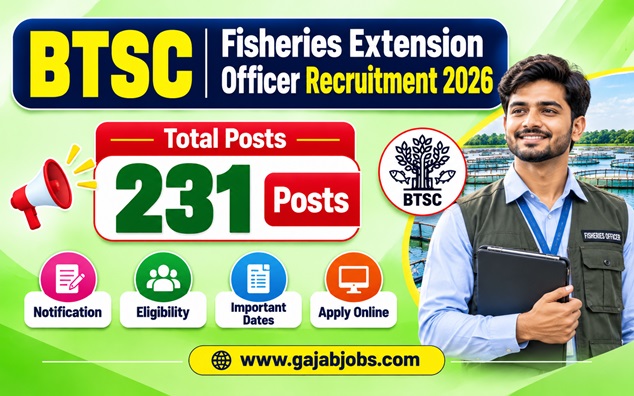 BTSC
Fisheries Extension
Officer Recruitment 2026
Total Posts
231
Posts
BTSC
FISHERIES OFFICER
Notification
Eligibility
Important
Dates
Apply Online
www.gajabjobs.com